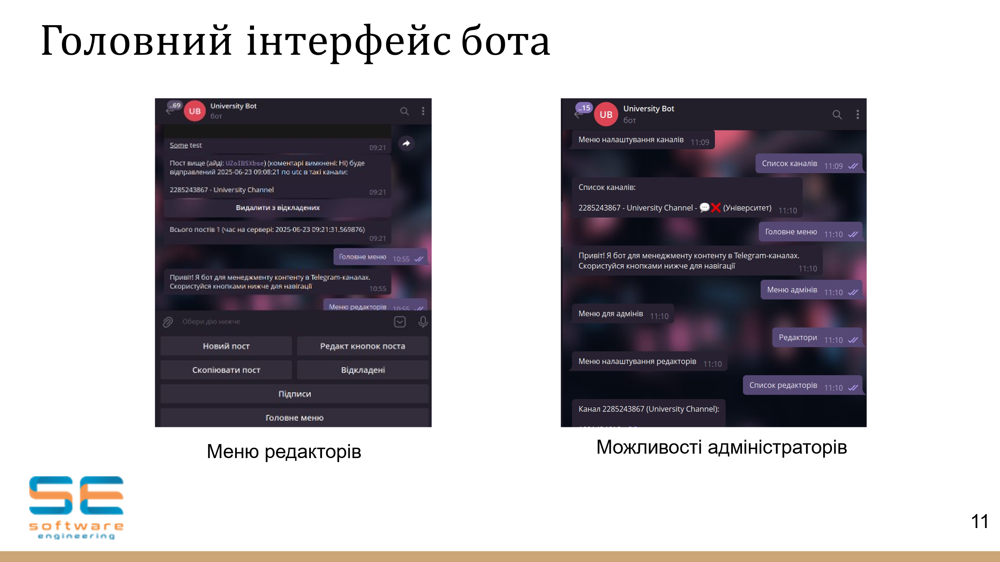 Головний інтерфейс бота
..69
UB
University Bot
бот
Some test
09:21
Пост вище (айді: UZoIBSXbse) (коментарі вимкнені: Ні) буде
відправлений 2025-06-23 09:08:21 по utc в такі канали:
2285243867 - University Channel
09:21
Видалити з відкладених
Всього постів 1 (час на сервері: 2025-06-23 09:21:31.569876)
09:21
Головне меню 10:55
Привіт! Я бот для менеджменту контенту в Telegram-каналах.
Скористуйся кнопками нижче для навігації
10:55
Меню редакторів 10:55
Обери дію нижче
Новий пост
Редакт кнопок поста
Скопіювати пост
Відкладені
Підписи
Головне меню
Меню редакторів
..15
UB
University Bot
бот
Меню налаштування каналів 11:09
Список каналів 11:09
Список каналів:
2285243867 - University Channel - 💬❌ (Університет) 11:10
Головне меню 11:10
Привіт! Я бот для менеджменту контенту в Telegram-каналах.
Скористуйся кнопками нижче для навігації
11:10
Меню адмінів 11:10
Меню для адмінів 11:10
Редактори 11:10
Меню налаштування редакторів 11:10
Список редакторів 11:10
Канал 2285243867 (University Channel):
Можливості адміністраторів
SE
software
engineering
11